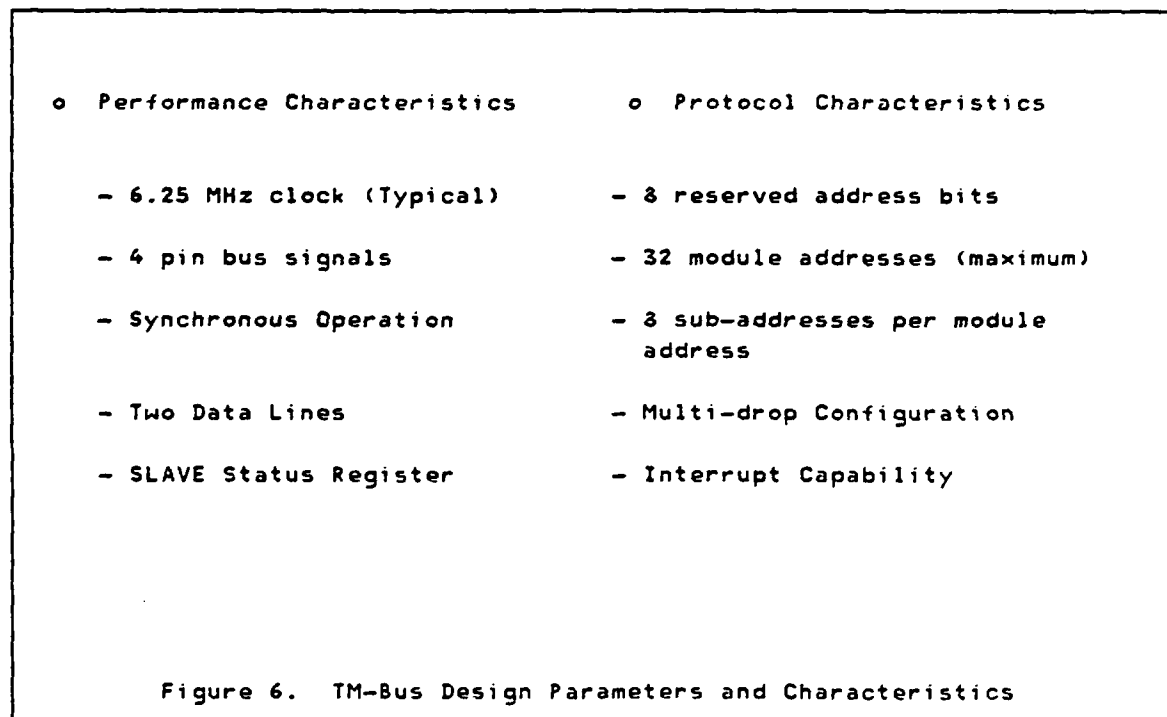 o Performance Characteristics
- 6.25 MHz clock (Typical)
- 4 pin bus signals
- Synchronous Operation
- Two Data Lines
- SLAVE Status Register
o Protocol Characteristics
- 8 reserved address bits
- 32 module addresses (maximum)
- 8 sub-addresses per module
address
- Multi-drop Configuration
- Interrupt Capability
Figure 6. TM-Bus Design Parameters and Characteristics